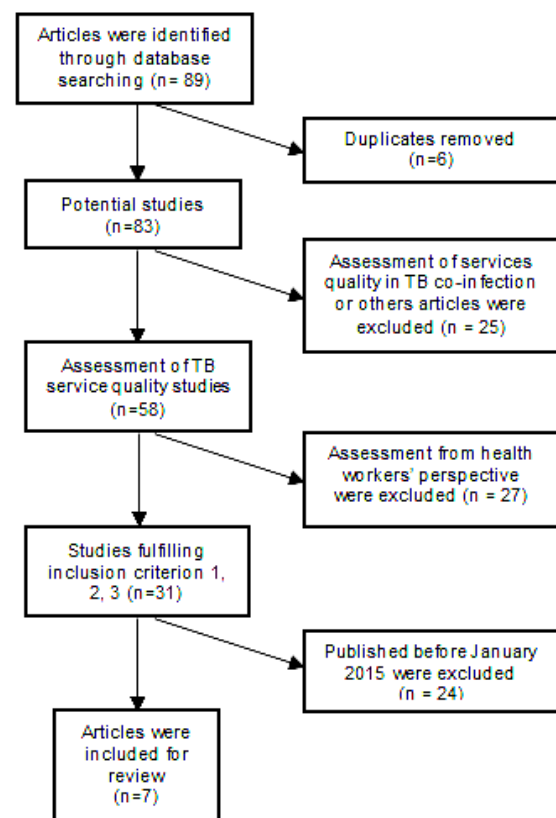 Articles were identified
through database
searching (n= 89)
Duplicates removed
(n=6)
Potential studies
(n=83)
Assessment of services
quality in TB co-infection
or others articles were
excluded (n = 25)
Assessment of TB
service quality studies
(n=58)
Assessment from health
workers' perspective
were excluded (n = 27)
Studies fulfilling
inclusion criterion 1,
2, 3 (n=31)
Published before January
2015 were excluded
(n = 24)
Articles were
included for
review
(n=7)